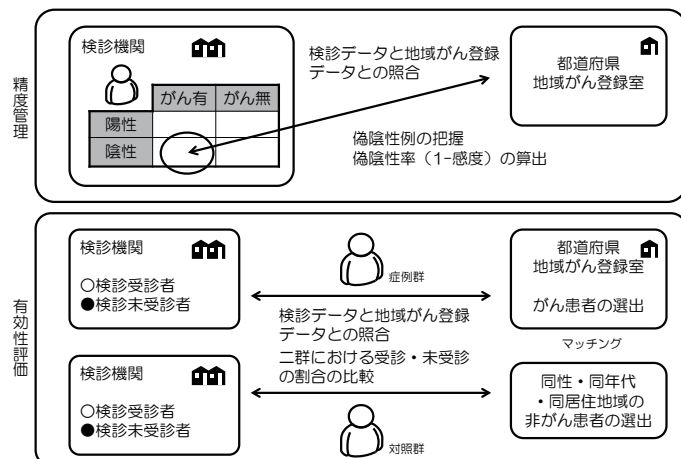 精度管理
検診機関
がん有
がん無
陽性
陰性
検診データと地域がん登録
データとの照合
偽陰性例の把握
偽陰性率（1-感度）の算出
都道府県
地域がん登録室
有効性評価
検診機関
○検診受診者
●検診未受診者
症例群
検診データと地域がん登録
データとの照合
二群における受診・未受診
の割合の比較
都道府県
地域がん登録室
がん患者の選出
マッチング
検診機関
○検診受診者
●検診未受診者
対照群
同性・同年代
・同居住地域の
非がん患者の選出